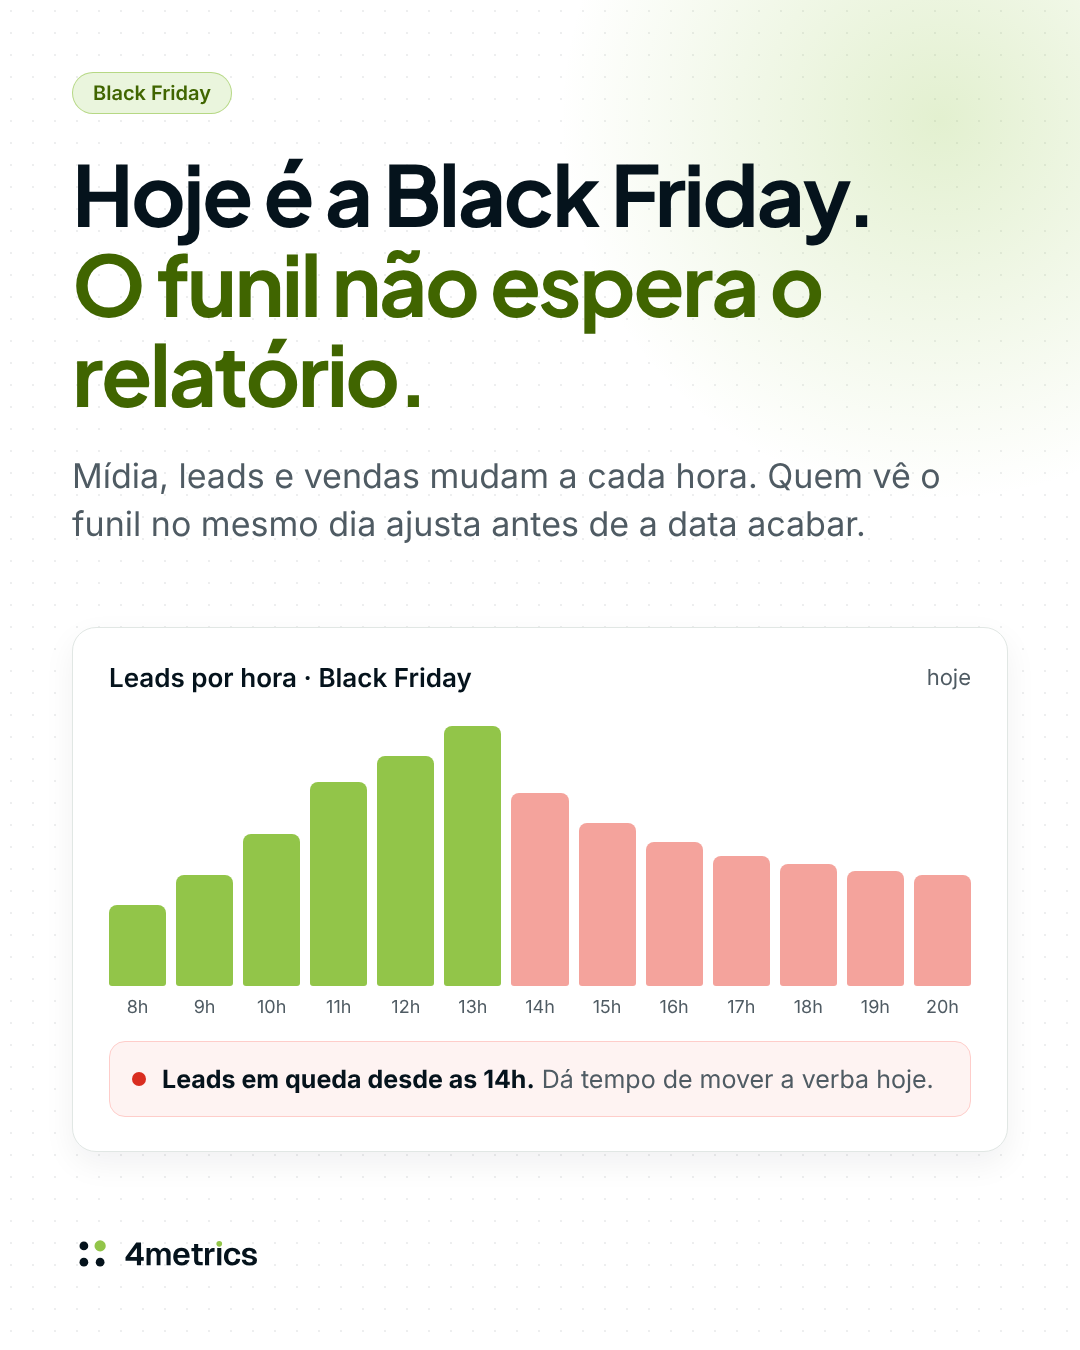 Black Friday
Hoje é a Black Friday.
O funil não espera o
relatório.
Mídia, leads e vendas mudam a cada hora. Quem vê o
funil no mesmo dia ajusta antes de a data acabar.
Leads por hora · Black Friday
hoje
8h 9h 10h 11h 12h 13h 14h 15h 16h 17h 18h 19h 20h
Leads em queda desde as 14h. Dá tempo de mover a verba hoje.
4metrics